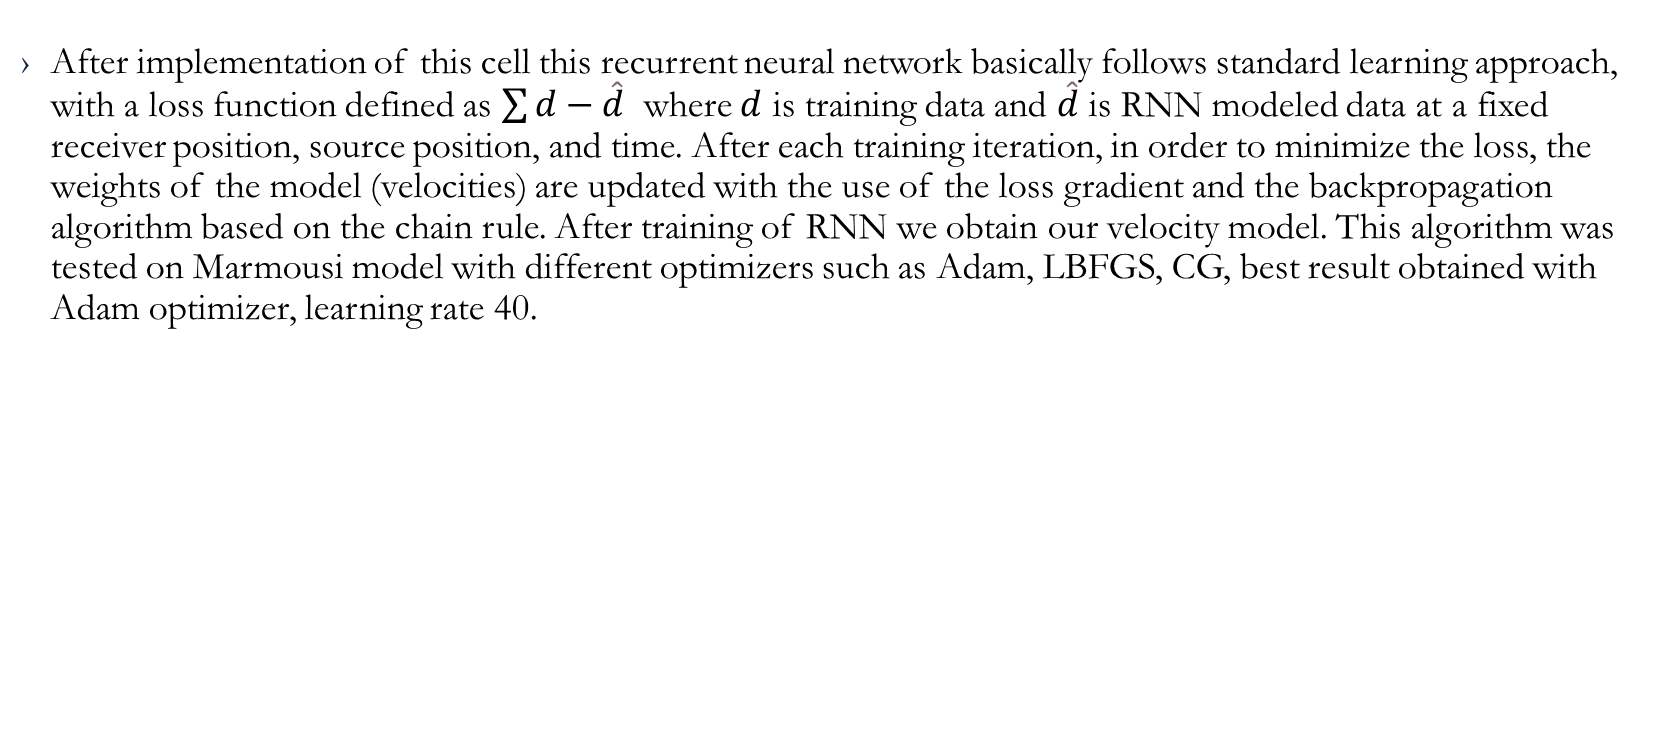 › After implementation of this cell this recurrent neural network basically follows standard learning approach,
with a loss function defined as ∑ d − d̂ where d is training data and d̂ is RNN modeled data at a fixed
receiver position, source position, and time. After each training iteration, in order to minimize the loss, the
weights of the model (velocities) are updated with the use of the loss gradient and the backpropagation
algorithm based on the chain rule. After training of RNN we obtain our velocity model. This algorithm was
tested on Marmousi model with different optimizers such as Adam, LBFGS, CG, best result obtained with
Adam optimizer, learning rate 40.